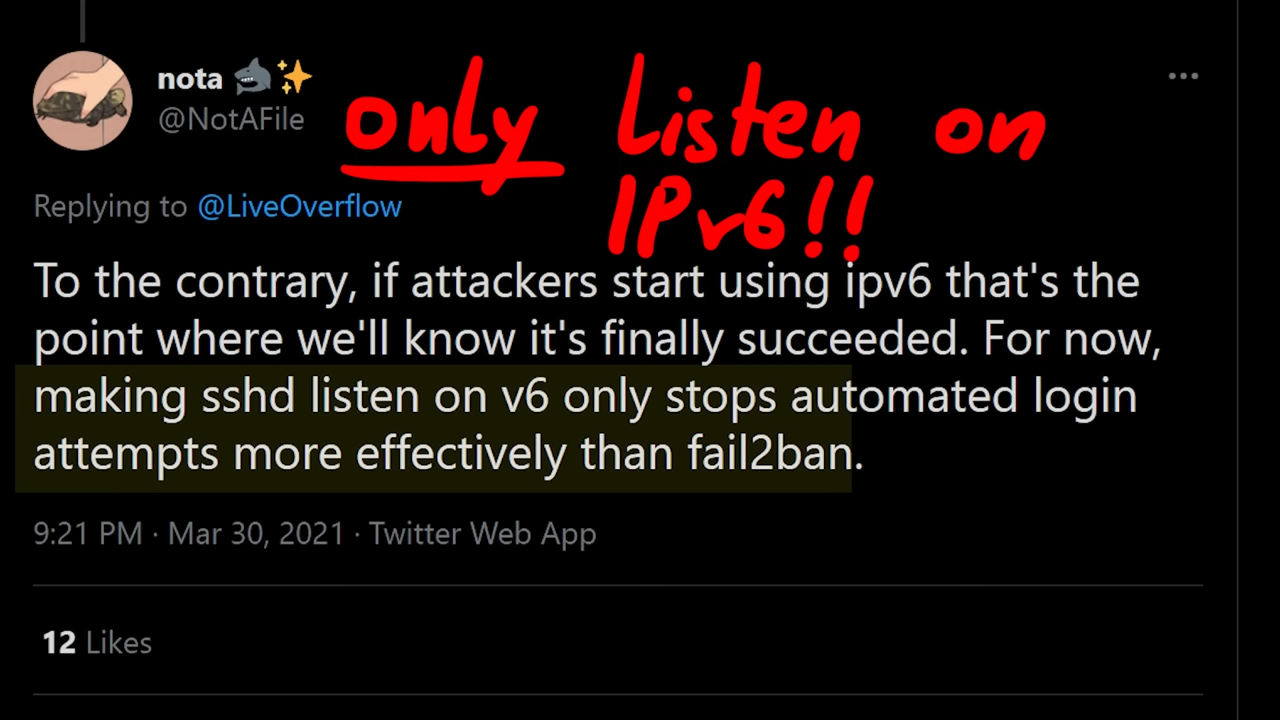 nota 🦈✨
@NotAFile
only Listen on
IPv6!!
Replying to @LiveOverflow
To the contrary, if attackers start using ipv6 that's the
point where we'll know it's finally succeeded. For now,
making sshd listen on v6 only stops automated login
attempts more effectively than fail2ban.
9:21 PM · Mar 30, 2021 · Twitter Web App
12 Likes